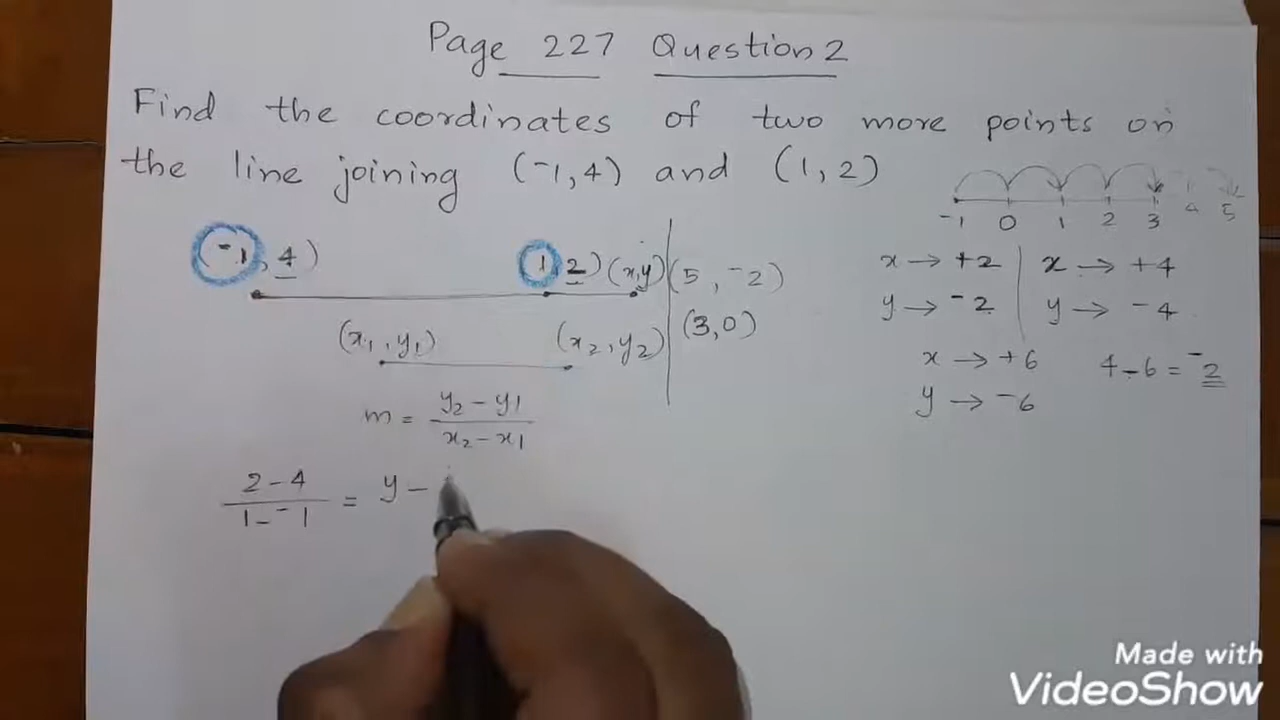 Page 227 Question 2
Find the coordinates of two more points on
the line joining (⁻1, 4) and (1, 2)
-1 0 1 2 3 4 5
(⁻1, 4) 1, 2) (x,y) (5, ⁻2)
x → +2 x → +4
y → ⁻2 y → -4
(x₁, y₁) (x₂, y₂) (3,0)
x → +6 4-6 = ⁻2
y → ⁻6
m = y₂ - y₁ / x₂ - x₁
2 - 4 / 1 - ⁻1 = y -
Made with
VideoShow